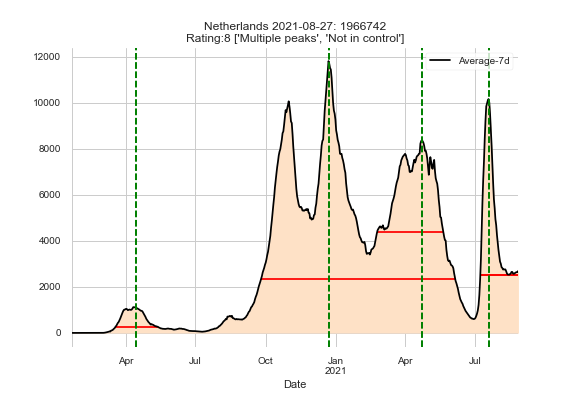 Netherlands 2021-08-27: 1966742
Rating:8 ['Multiple peaks', 'Not in control']
Average-7d
12000
10000
8000
6000
4000
2000
0
Apr Jul Oct Jan Apr Jul
2021
Date